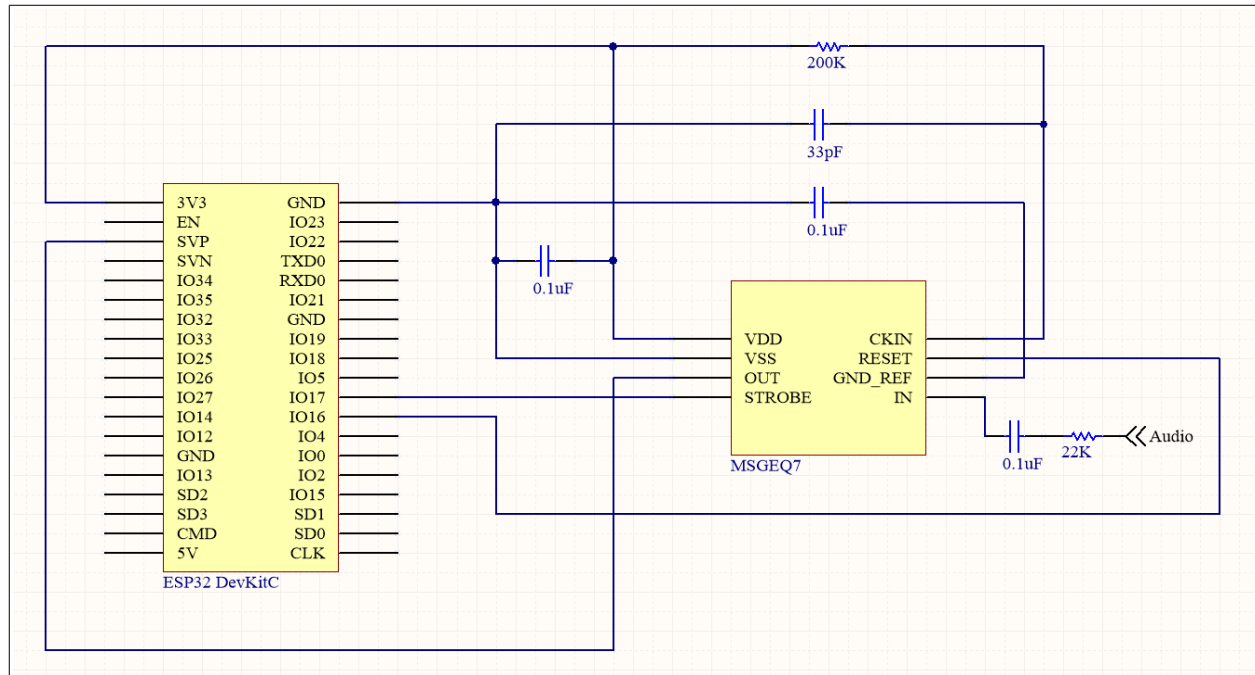 200K
33pF
0.1uF
0.1uF
3V3
EN
SVP
SVN
IO34
IO35
IO32
IO33
IO25
IO26
IO27
IO14
IO12
GND
IO13
SD2
SD3
CMD
5V
GND
IO23
IO22
TXD0
RXD0
IO21
GND
IO19
IO18
IO5
IO17
IO16
IO4
IO0
IO2
IO15
SD1
SD0
CLK
ESP32 DevKitC
VDD
VSS
OUT
STROBE
CKIN
RESET
GND_REF
IN
MSGEQ7
0.1uF
22K
Audio